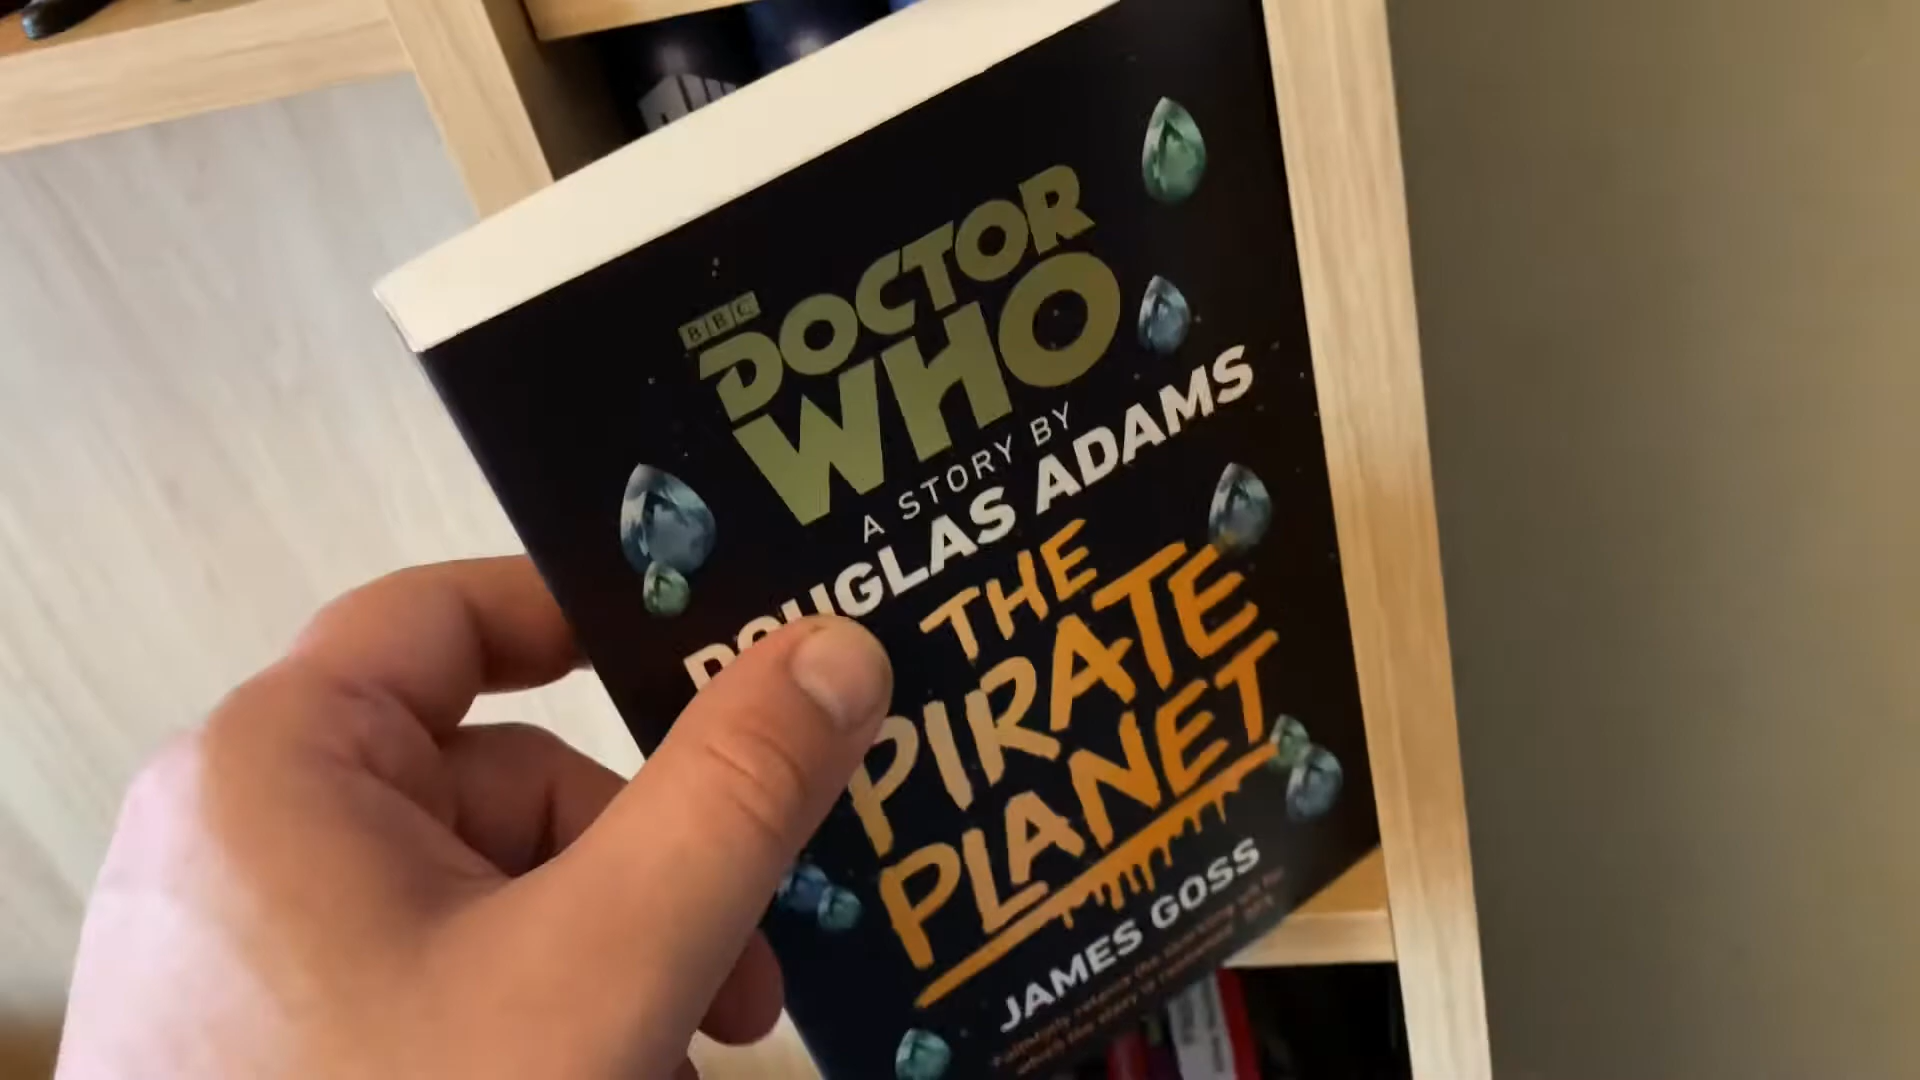 BBC
DOCTOR
WHO
A STORY BY
DOUGLAS ADAMS
THE
PIRATE
PLANET
JAMES GOSS